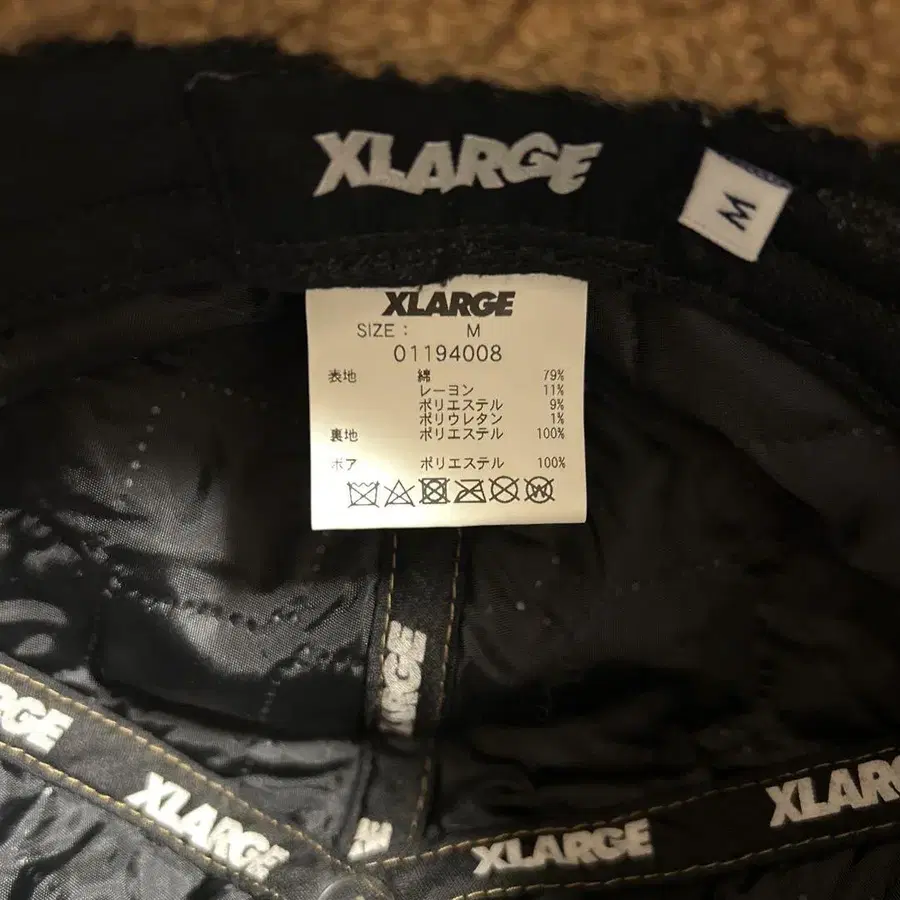 XLARGE
M
XLARGE
SIZE : M
01194008
表地 綿 79%
レーヨン 11%
ポリエステル 9%
ポリウレタン 1%
裏地 ポリエステル 100%
ボア ポリエステル 100%
W
XLARGE
RGE
XLARGE
XLARGE
XLARG